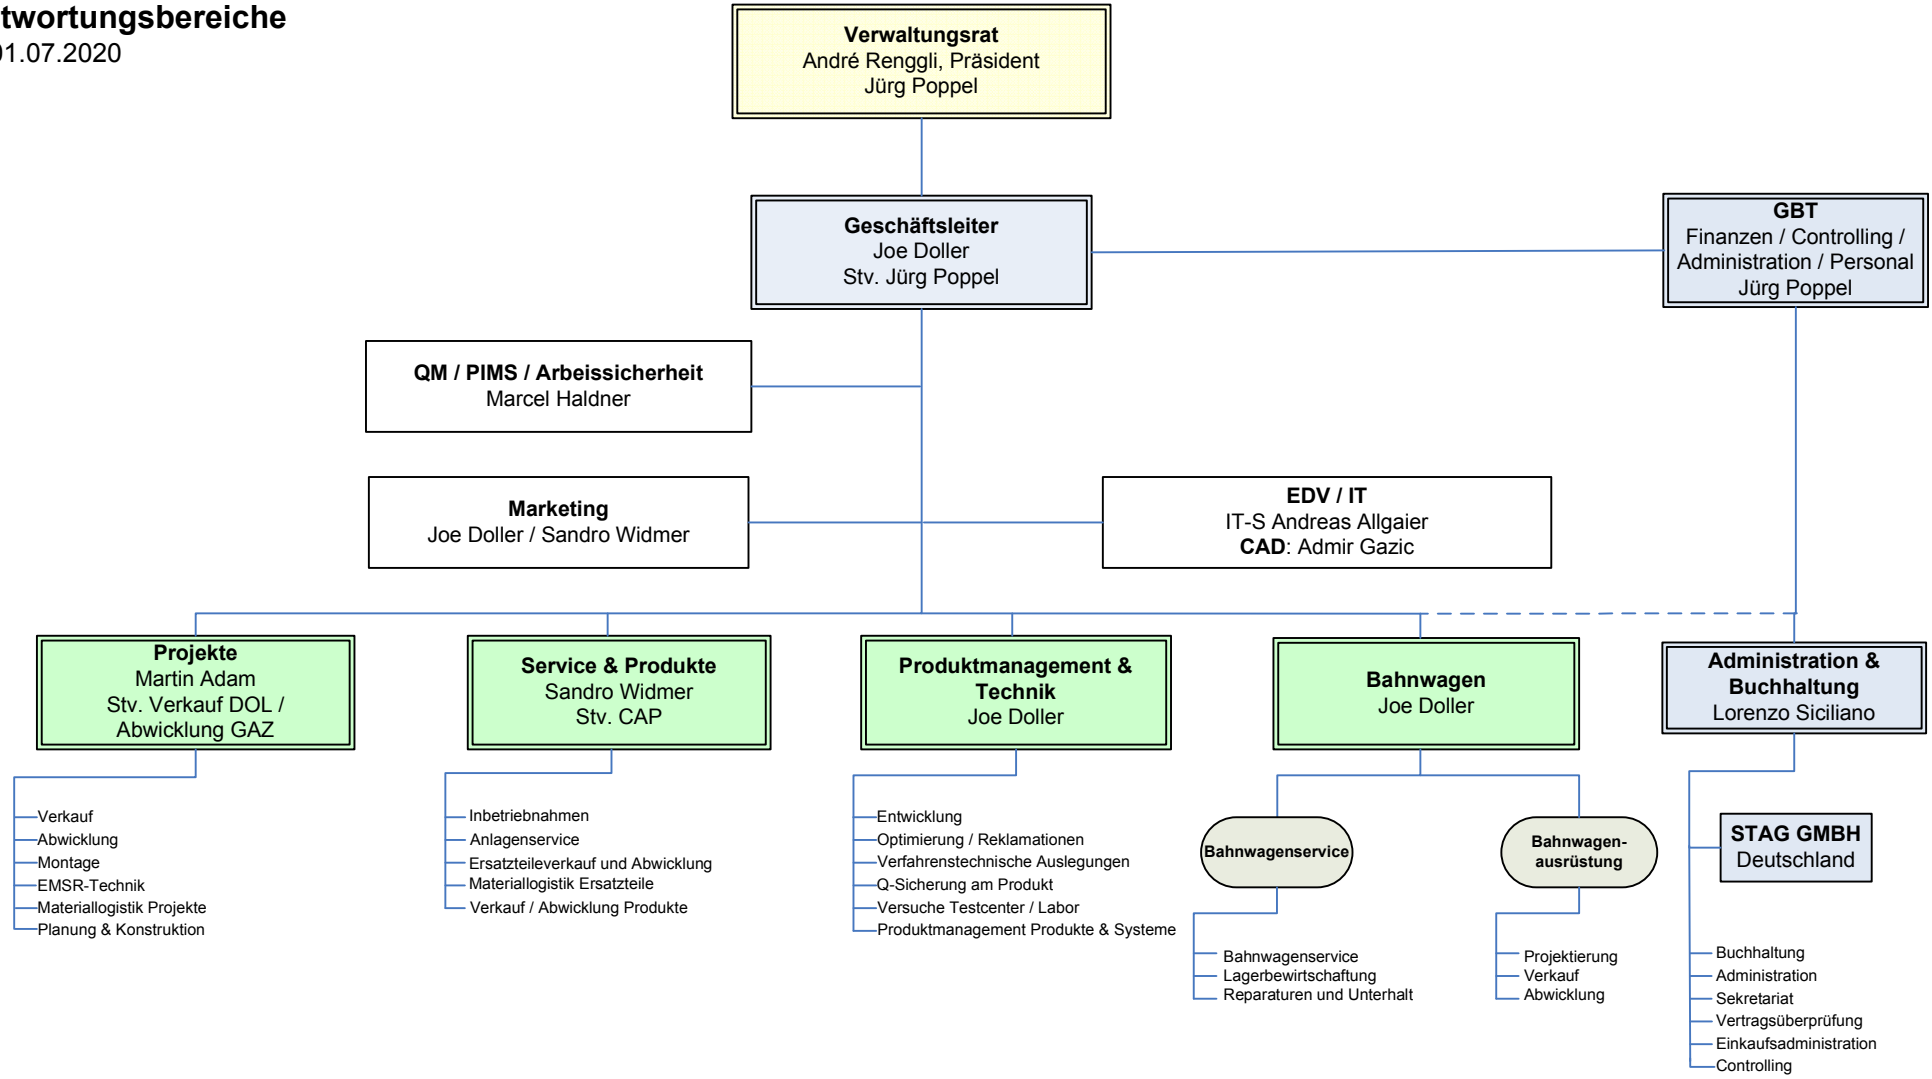 twortungsbereiche
01.07.2020
Verwaltungsrat
André Renggli, Präsident
Jürg Poppel
Geschäftsleiter
Joe Doller
Stv. Jürg Poppel
GBT
Finanzen / Controlling /
Administration / Personal
Jürg Poppel
QM / PIMS / Arbeissicherheit
Marcel Haldner
Marketing
Joe Doller / Sandro Widmer
EDV / IT
IT-S Andreas Allgaier
CAD: Admir Gazic
Projekte
Martin Adam
Stv. Verkauf DOL /
Abwicklung GAZ
Verkauf
Abwicklung
Montage
EMSR-Technik
Materiallogistik Projekte
Planung & Konstruktion
Service & Produkte
Sandro Widmer
Stv. CAP
Inbetriebnahmen
Anlagenservice
Ersatzteileverkauf und Abwicklung
Materiallogistik Ersatzteile
Verkauf / Abwicklung Produkte
Produktmanagement &
Technik
Joe Doller
Entwicklung
Optimierung / Reklamationen
Verfahrenstechnische Auslegungen
Q-Sicherung am Produkt
Versuche Testcenter / Labor
Produktmanagement Produkte & Systeme
Bahnwagen
Joe Doller
Bahnwagenservice
Bahnwagenservice
Lagerbewirtschaftung
Reparaturen und Unterhalt
Bahnwagen-
ausrüstung
Projektierung
Verkauf
Abwicklung
Administration &
Buchhaltung
Lorenzo Siciliano
STAG GMBH
Deutschland
Buchhaltung
Administration
Sekretariat
Vertragsüberprüfung
Einkaufsadministration
Controlling